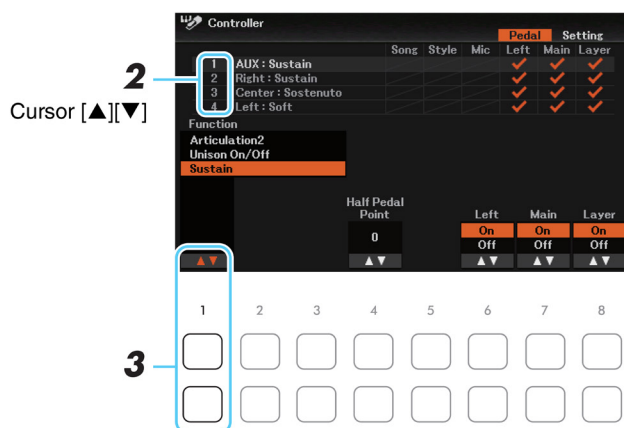 Controller
Pedal Setting
Song Style Mic Left Main Layer
1 AUX : Sustain
2 Right : Sustain
3 Center : Sostenuto
4 Left : Soft
2
Cursor [▲][▼]
Function
Articulation2
Unison On/Off
Sustain
Half Pedal
Point
0
Left Main Layer
On On On
Off Off Off
▲▼ ▲▼ ▲▼ ▲▼ ▲▼
1 2 3 4 5 6 7 8
3